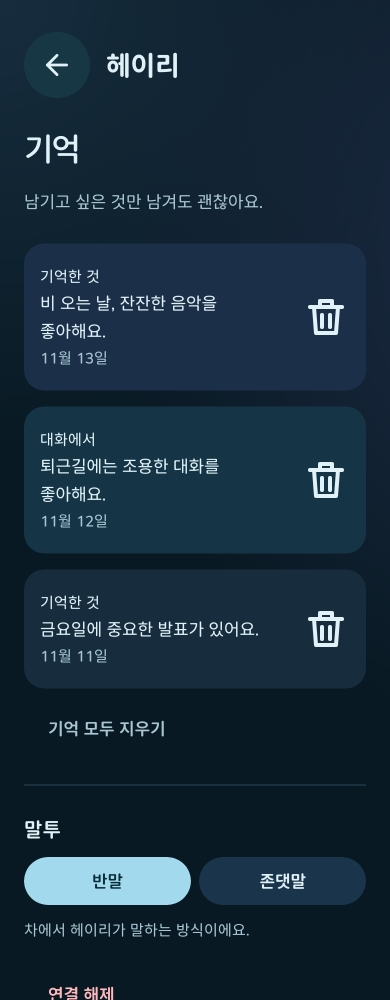 헤이리
기억
남기고 싶은 것만 남겨도 괜찮아요.
기억한 것
비 오는 날, 잔잔한 음악을
좋아해요.
11월 13일
대화에서
퇴근길에는 조용한 대화를
좋아해요.
11월 12일
기억한 것
금요일에 중요한 발표가 있어요.
11월 11일
기억 모두 지우기
말투
반말
존댓말
차에서 헤이리가 말하는 방식이에요.
연결 해제